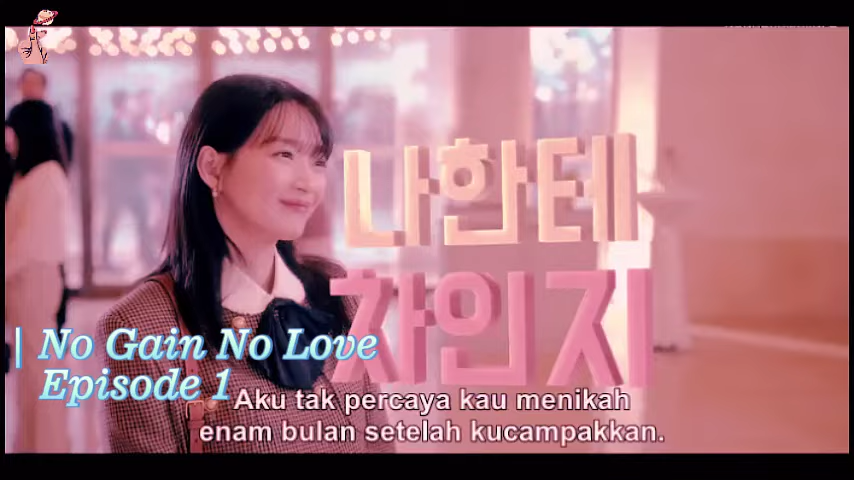 나한테
차인지
| No Gain No Love
Episode 1
Aku tak percaya kau menikah
enam bulan setelah kucampakkan.